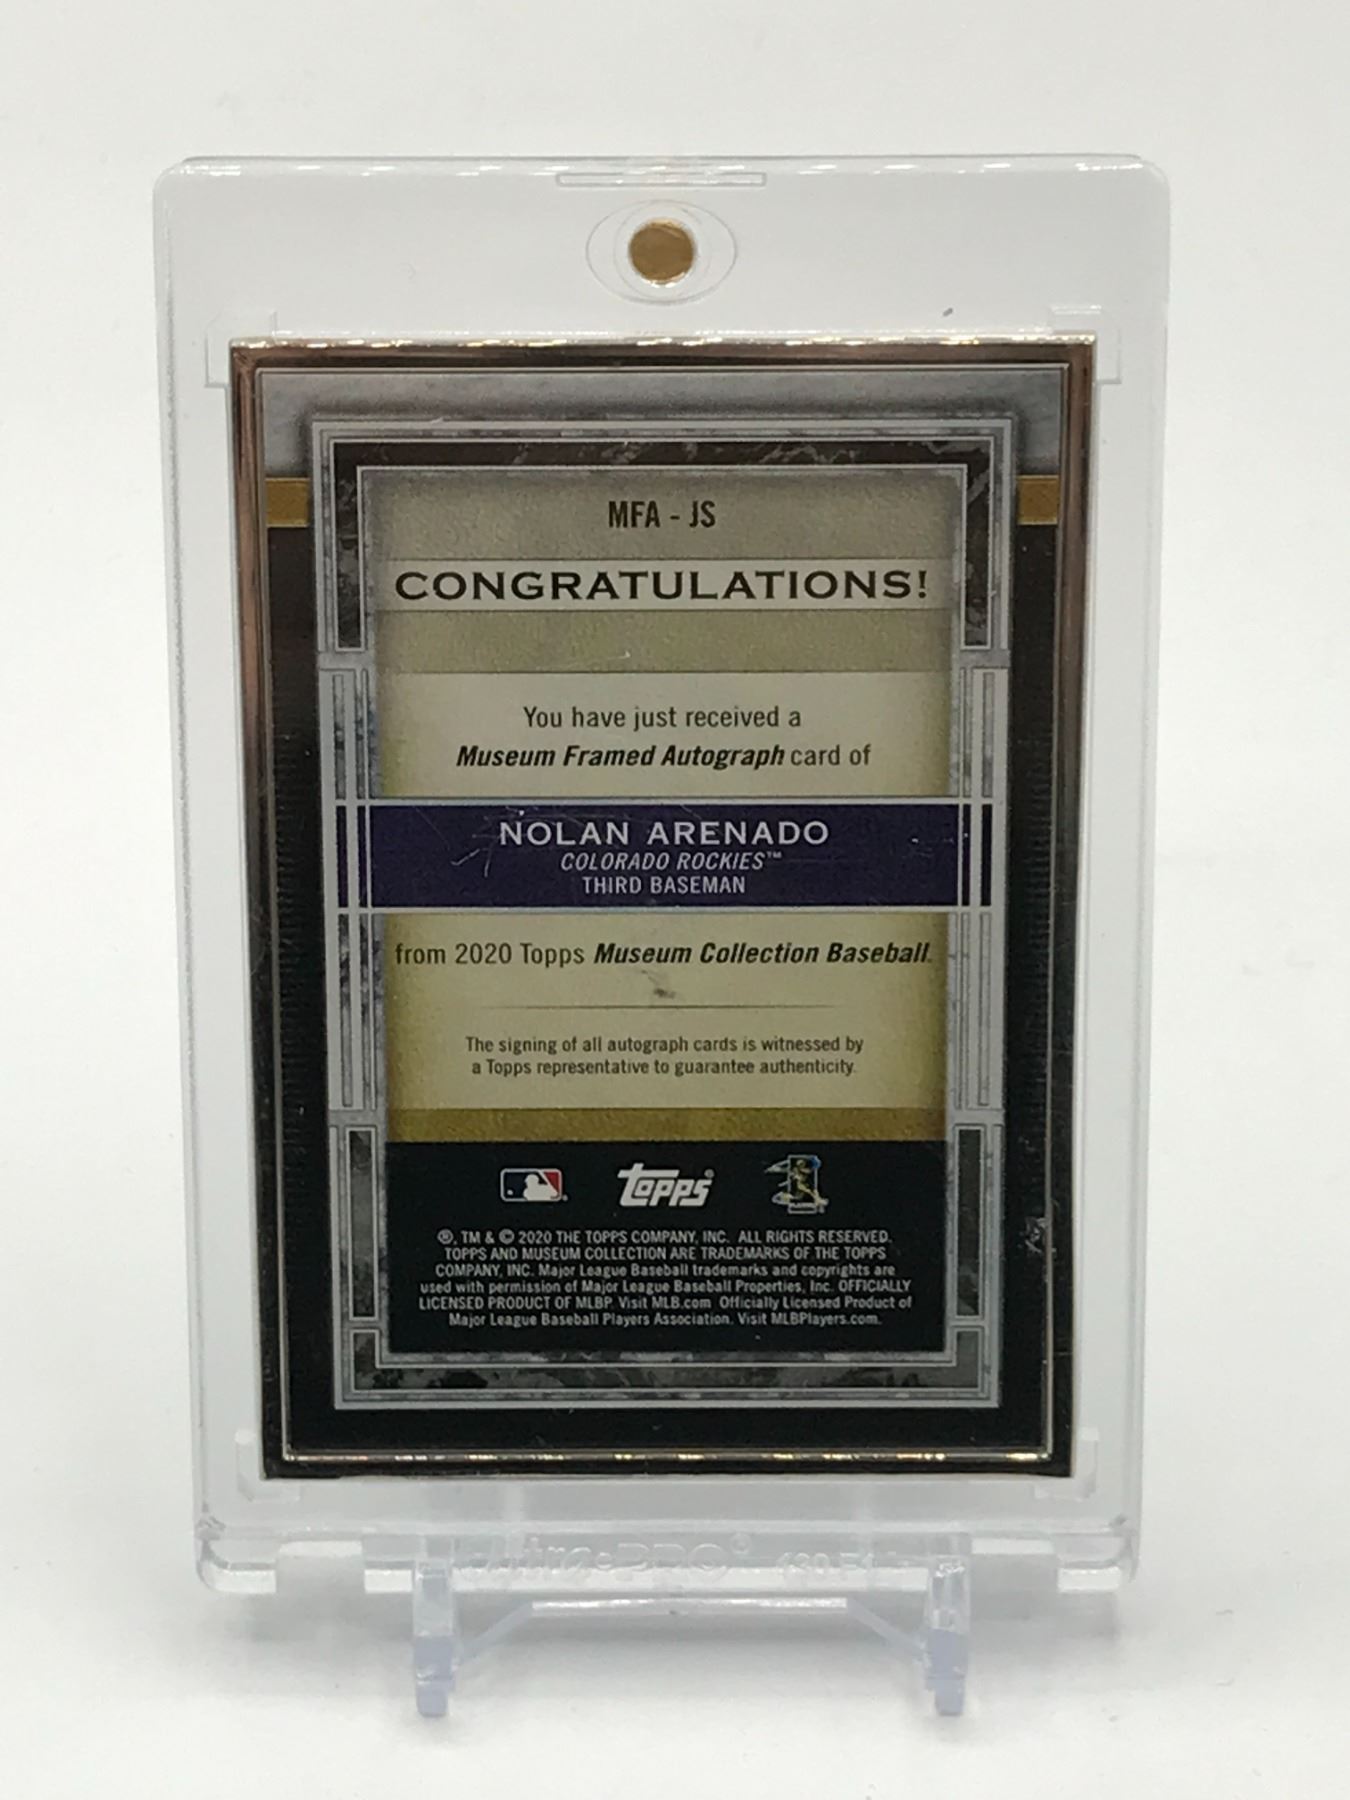 MFA - JS
CONGRATULATIONS!
You have just received a
Museum Framed Autograph card of
NOLAN ARENADO
COLORADO ROCKIES™
THIRD BASEMAN
from 2020 Topps Museum Collection Baseball.
The signing of all autograph cards is witnessed by
a Topps representative to guarantee authenticity.
topps®
®, TM & © 2020 THE TOPPS COMPANY, INC. ALL RIGHTS RESERVED.
TOPPS AND MUSEUM COLLECTION ARE TRADEMARKS OF THE TOPPS
COMPANY, INC. Major League Baseball trademarks and copyrights are
used with permission of Major League Baseball Properties, Inc. OFFICIALLY
LICENSED PRODUCT OF MLBP. Visit MLB.com Officially Licensed Product of
Major League Baseball Players Association. Visit MLBPlayers.com.
UltraPRO®